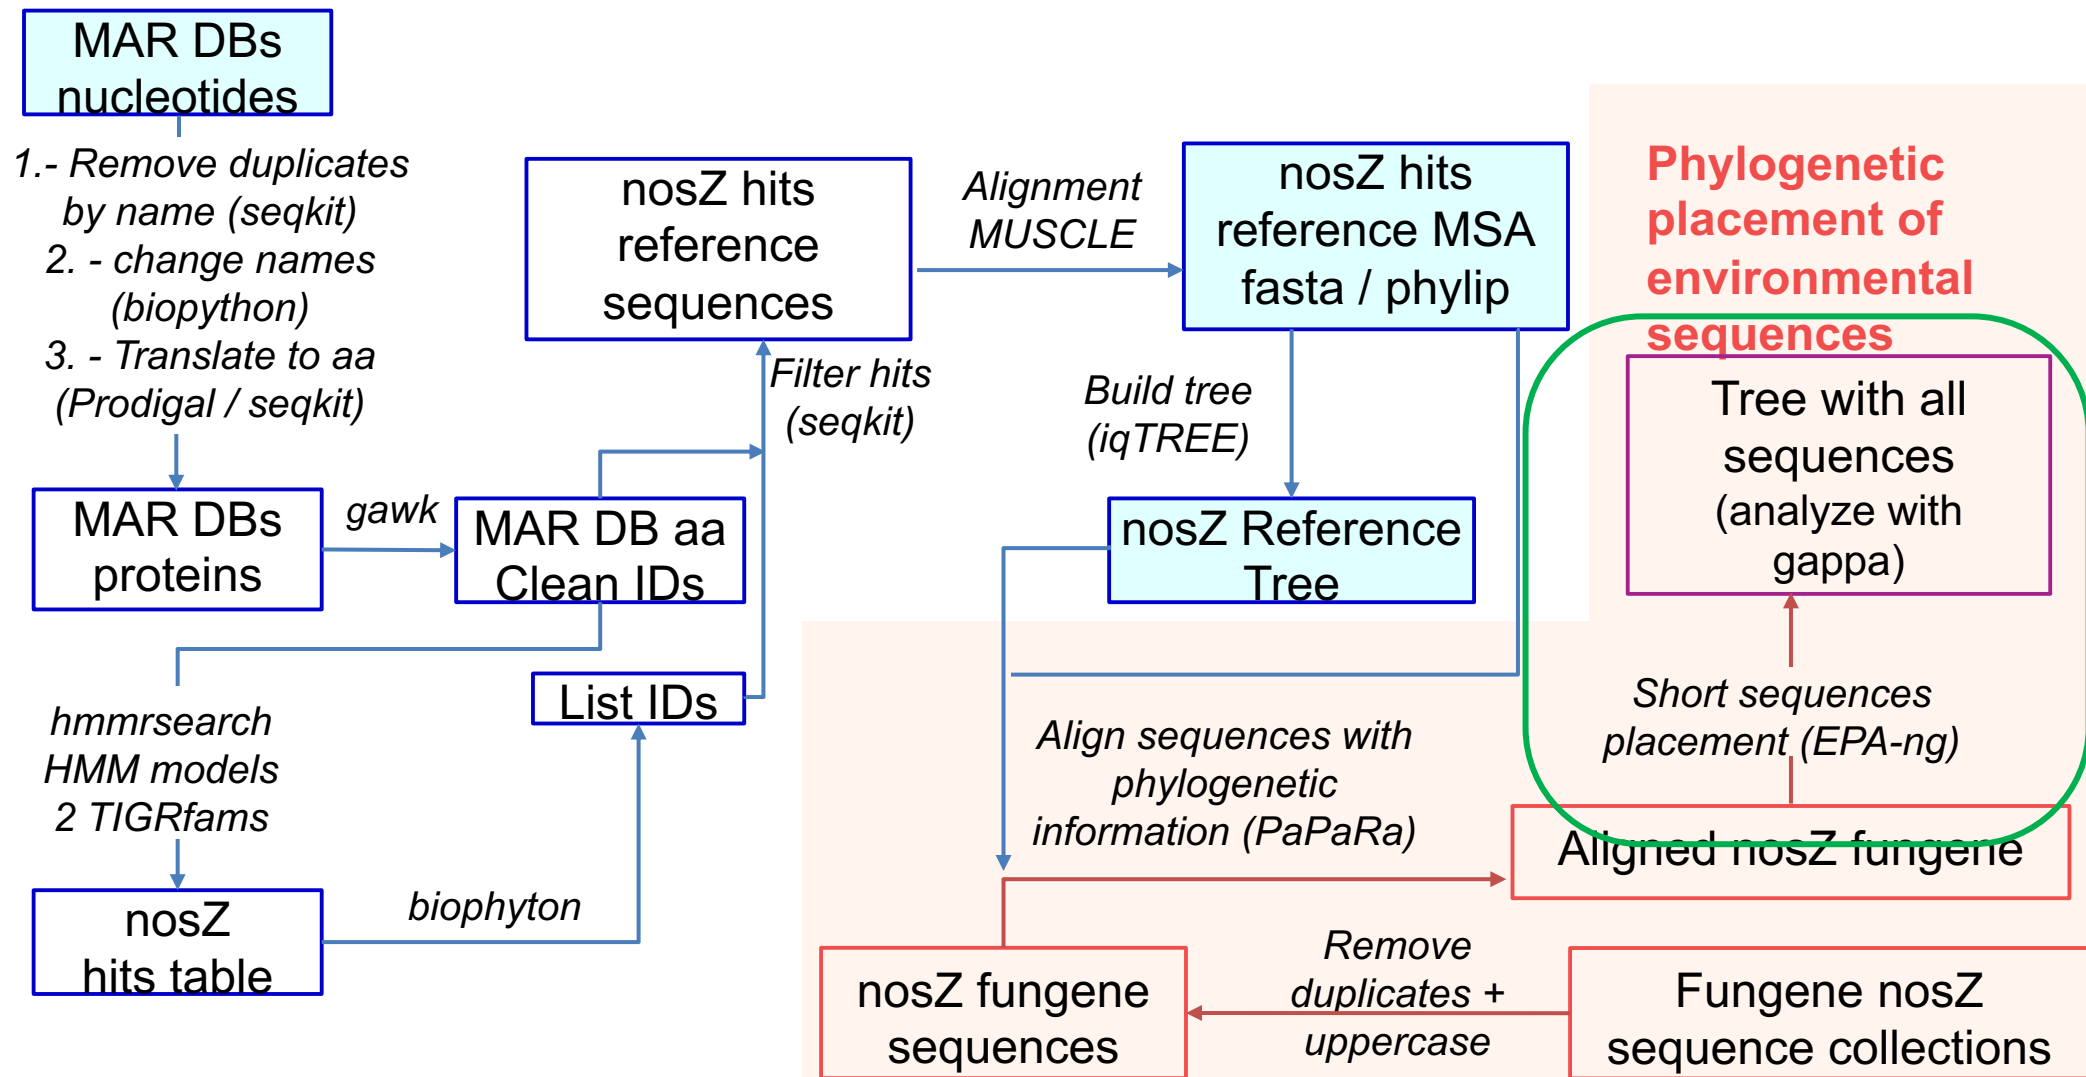 MAR DBs
nucleotides
1.- Remove duplicates
by name (seqkit)
2. - change names
(biopython)
3. - Translate to aa
(Prodigal / seqkit)
MAR DBs
proteins
gawk
MAR DB aa
Clean IDs
hmmrsearch
HMM models
2 TIGRfams
nosZ
hits table
biophyton
List IDs
Filter hits
(seqkit)
nosZ hits
reference
sequences
Alignment
MUSCLE
nosZ hits
reference MSA
fasta / phylip
Build tree
(iqTREE)
nosZ Reference
Tree
Phylogenetic
placement of
environmental
sequences
Tree with all
sequences
(analyze with
gappa)
Short sequences
placement (EPA-ng)
Align sequences with
phylogenetic
information (PaPaRa)
Aligned nosZ fungene
nosZ fungene
sequences
Remove
duplicates +
uppercase
Fungene nosZ
sequence collections